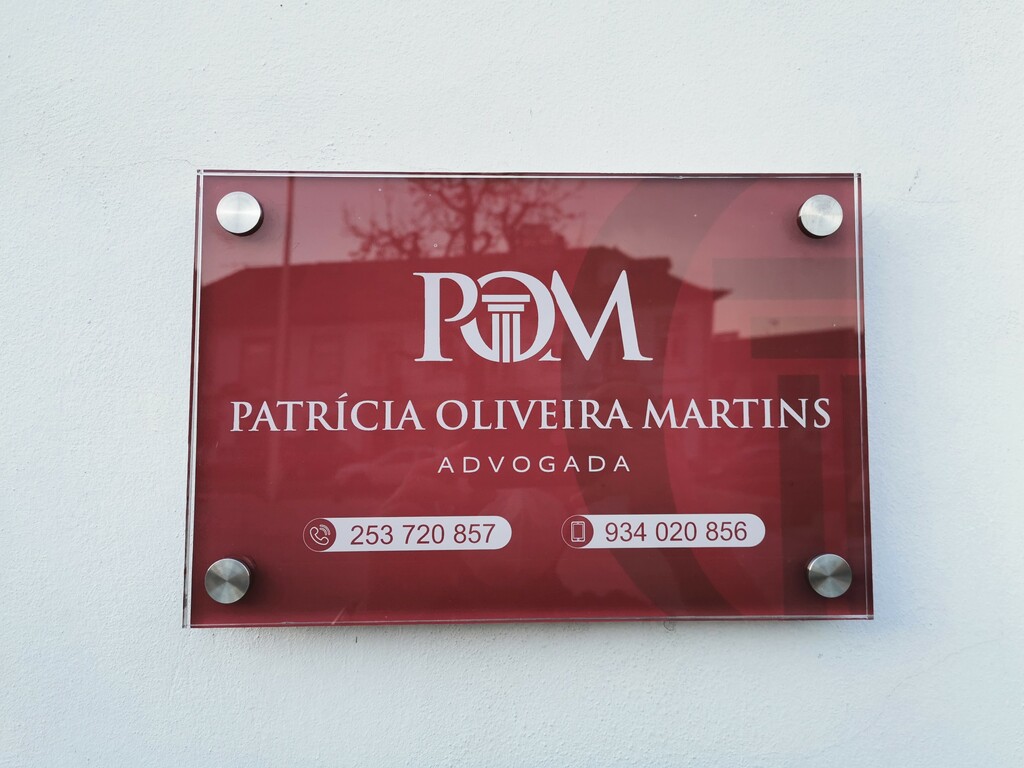 POM
PATRÍCIA OLIVEIRA MARTINS
ADVOGADA
253 720 857 934 020 856